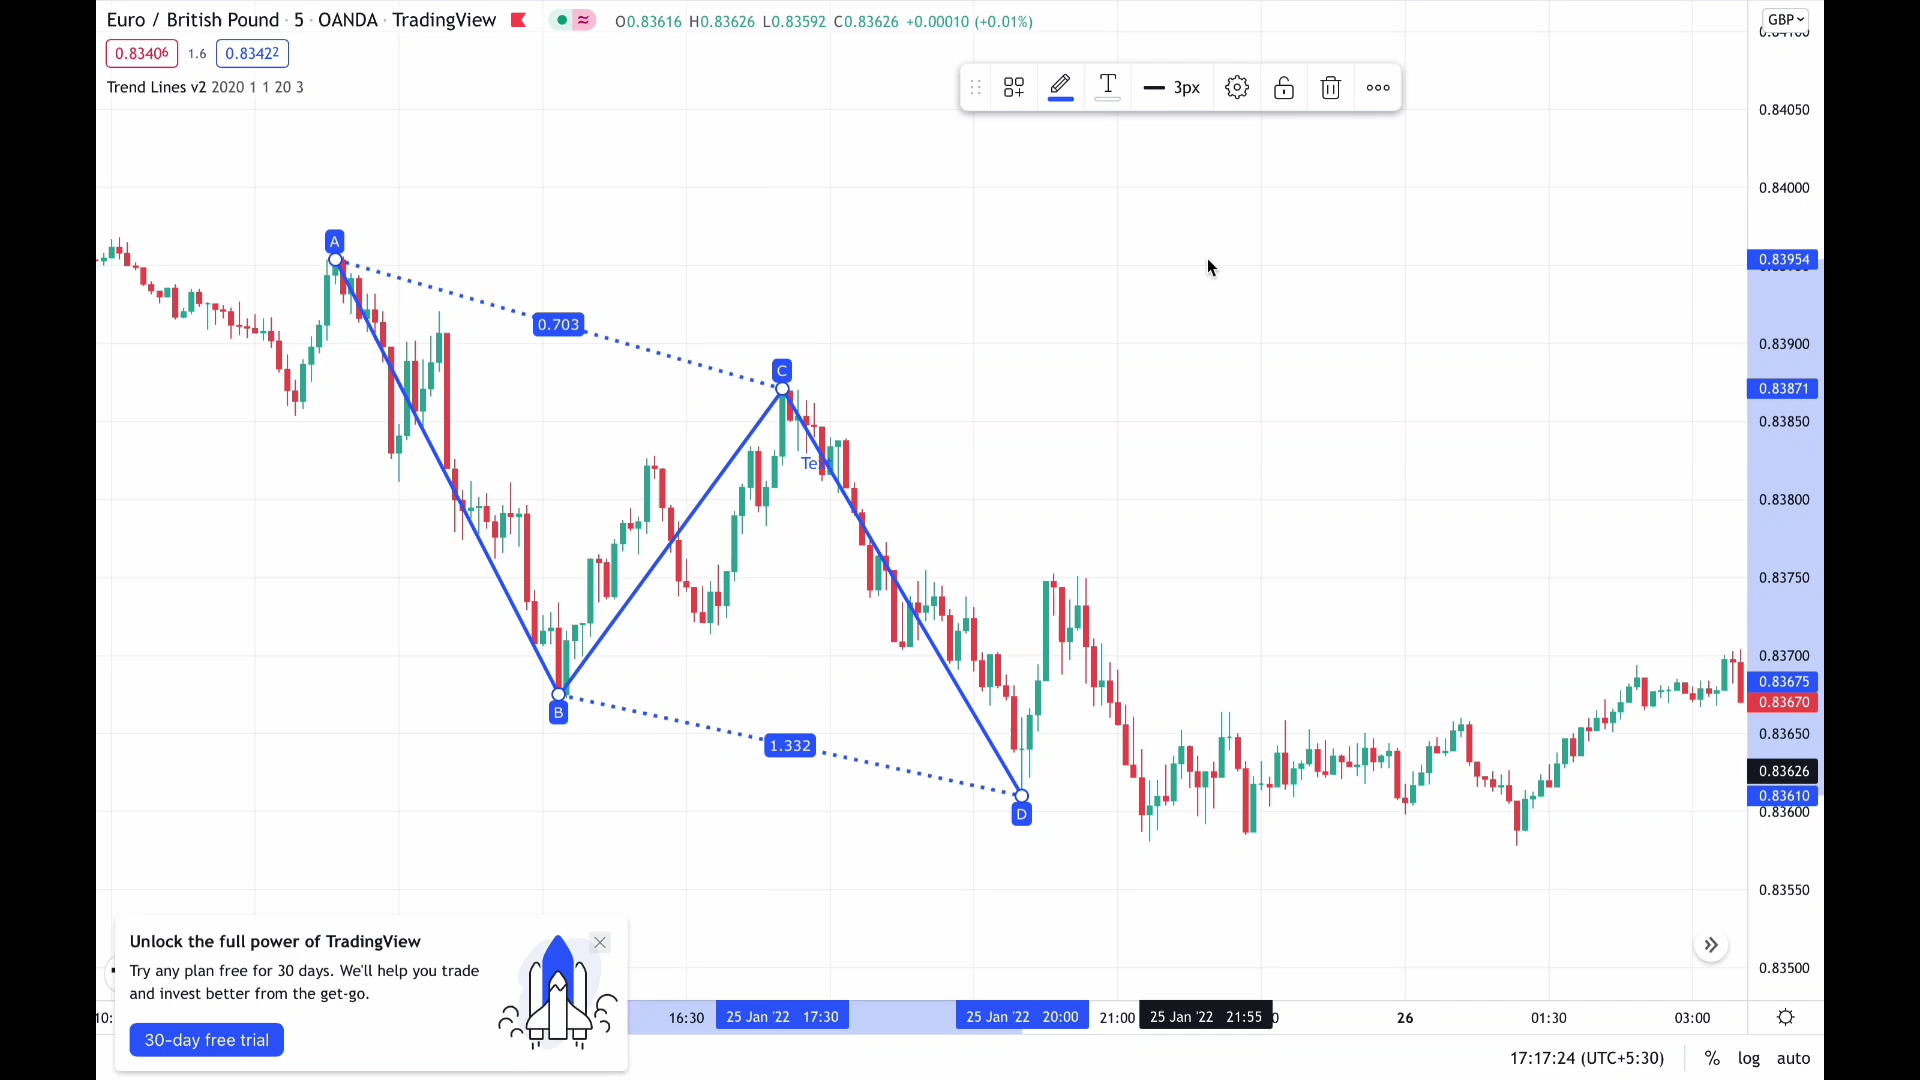 Euro / British Pound · 5 · OANDA · TradingView
O0.83616 H0.83626 L0.83592 C0.83626 +0.00010 (+0.01%)
GBP
0.83406 1.6 0.83422
Trend Lines v2 2020 1 1 20 3
T
3px
0.84050
0.84000
0.83954
0.83900
0.83871
0.83850
0.83800
0.83750
0.83700
0.83675
0.83670
0.83650
0.83626
0.83610
0.83600
0.83550
0.83500
A
0.703
C
Text
B
1.332
D
Unlock the full power of TradingView
Try any plan free for 30 days. We'll help you trade
and invest better from the get-go.
30-day free trial
16:30 25 Jan '22 17:30 25 Jan '22 20:00 21:00 25 Jan '22 21:55 26 01:30 03:00
17:17:24 (UTC+5:30) % log auto